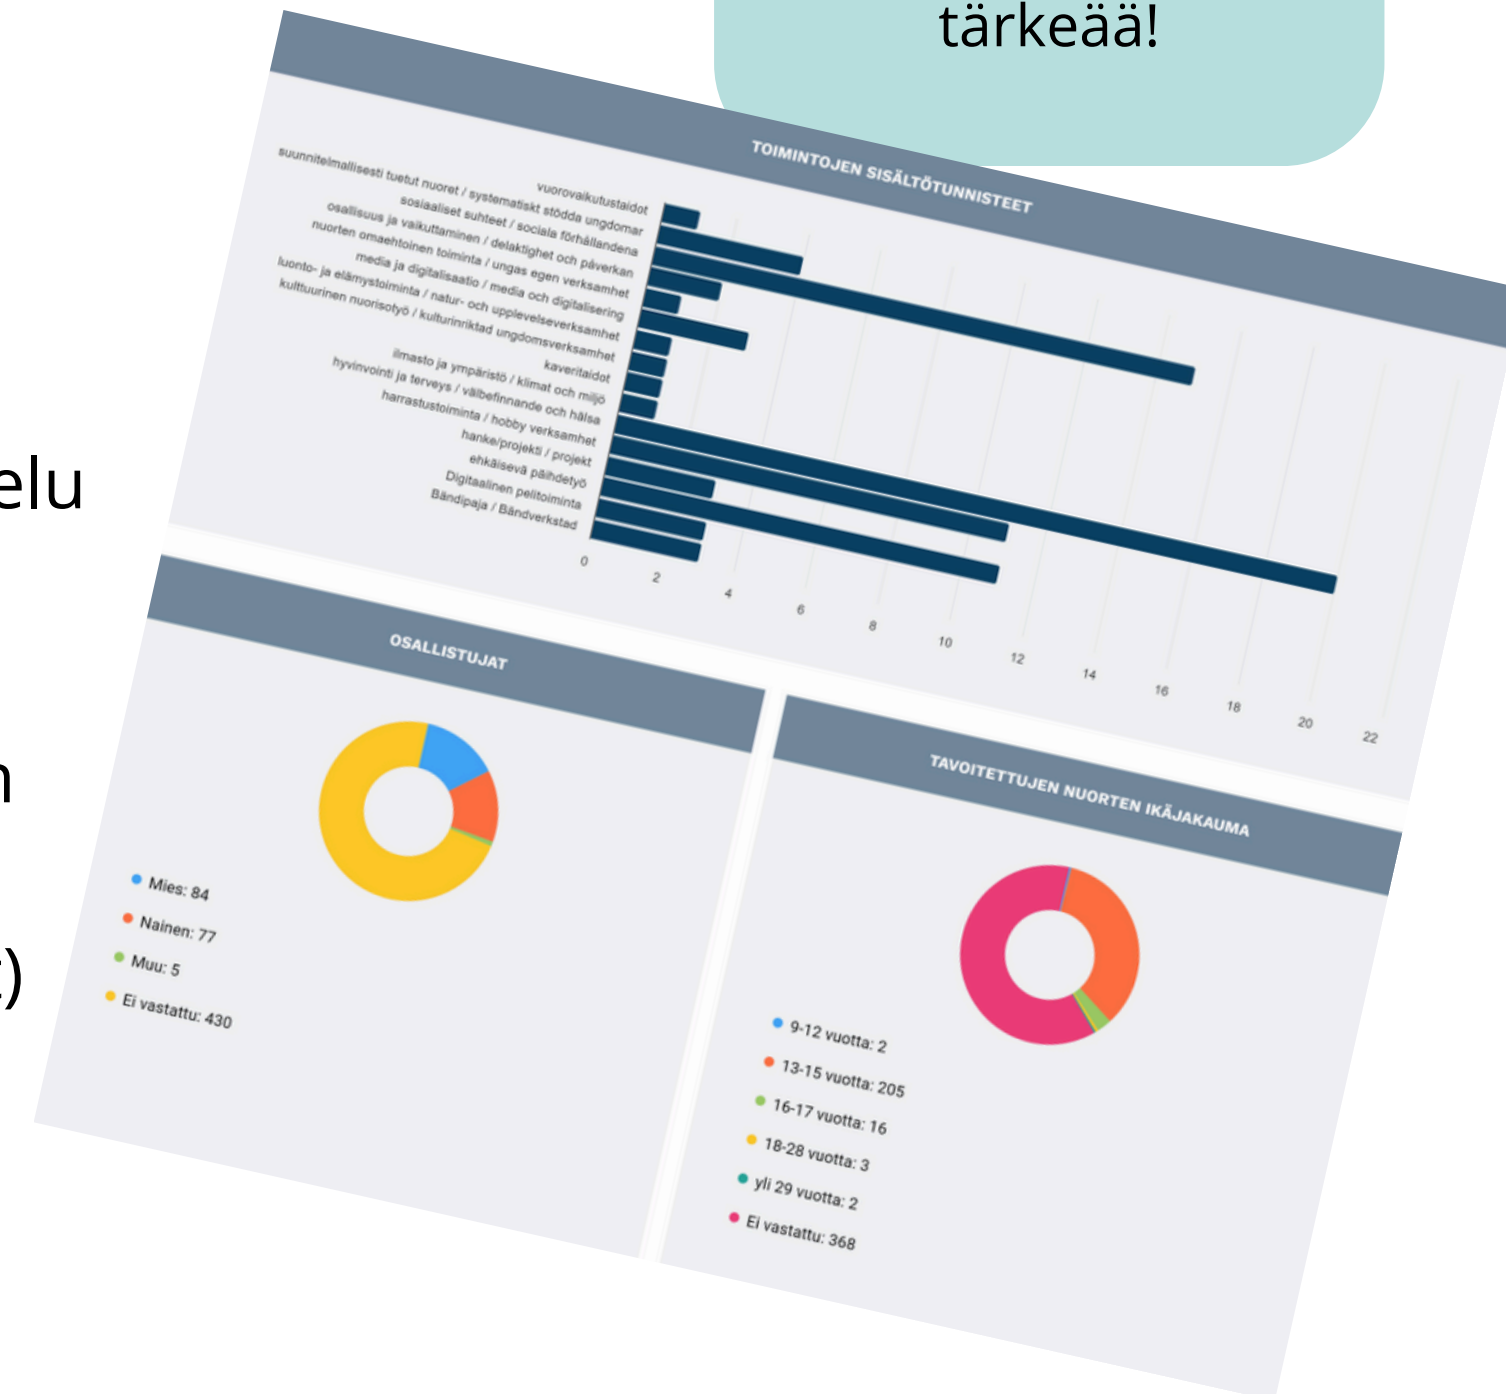 tärkeää!
elu
n
t)
TOIMINTOJEN SISÄLTÖTUNNISTEET
vuorovaikutustaidot
suunnitelmallisesti tuetut nuoret / systematiskt stödda ungdomar
sosiaaliset suhteet / sociala förhållandena
osallisuus ja vaikuttaminen / delaktighet och påverkan
nuorten omaehtoinen toiminta / ungas egen verksamhet
media ja digitalisaatio / media och digitalisering
luonto- ja elämystoiminta / natur- och upplevelseverksamhet
kulttuurinen nuorisotyö / kulturinriktad ungdomsverksamhet
kaveritaidot
ilmasto ja ympäristö / klimat och miljö
hyvinvointi ja terveys / välbefinnande och hälsa
harrastustoiminta / hobby verksamhet
hanke/projekti / projekt
ehkäisevä päihdetyö
Digitaalinen pelitoiminta
Bändipaja / Bändverkstad
0 2 4 6 8 10 12 14 16 18 20 22
OSALLISTUJAT
Mies: 84
Nainen: 77
Muu: 5
Ei vastattu: 430
TAVOITETTUJEN NUORTEN IKÄJAKAUMA
9-12 vuotta: 2
13-15 vuotta: 205
16-17 vuotta: 16
18-28 vuotta: 3
yli 29 vuotta: 2
Ei vastattu: 368